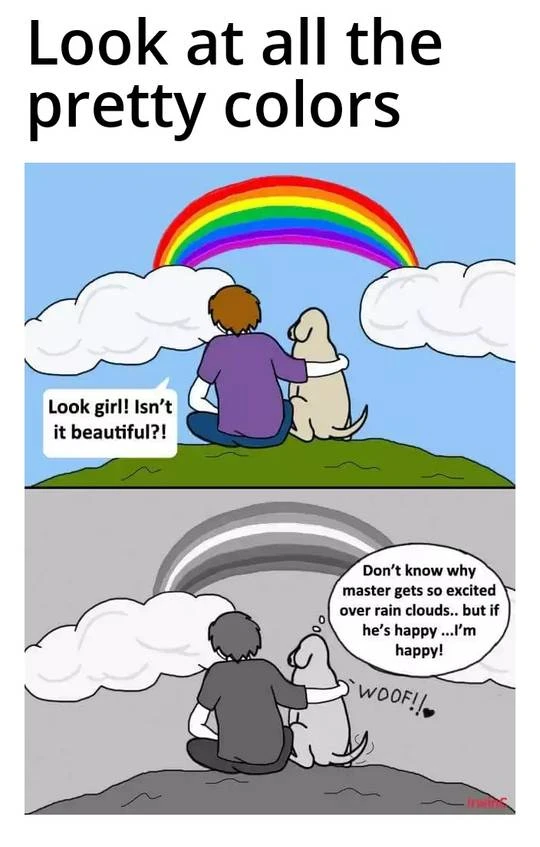 Look at all the
pretty colors
Look girl! Isn't
it beautiful?!
Don't know why
master gets so excited
over rain clouds.. but if
he's happy ...I'm
happy!
WOOF!!